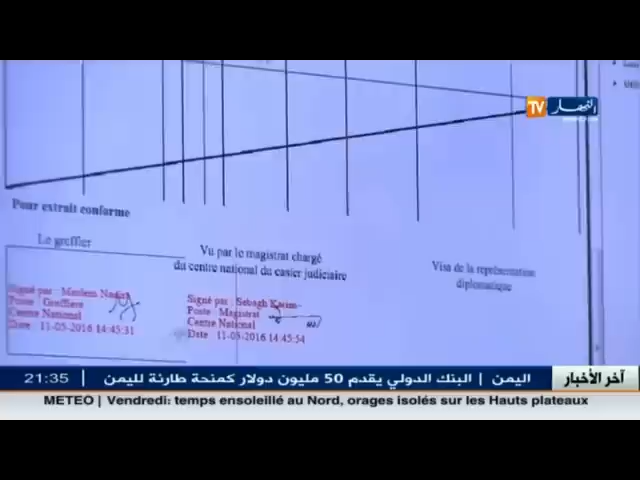 TV النهار
Pour extrait conforme
Le greffier
Vu par le magistrat chargé
du centre national du casier judiciaire
Visa de la représentation
diplomatique
Signé par : Meriem Nadira
Poste : Greffiere
Centre National
Date : 11-05-2016 14:45:31
Signé par : Sebagh Karim
Poste : Magistrat
Centre National
Date : 11-05-2016 14:45:54
21:35
اليمن | البنك الدولي يقدم 50 مليون دولار كمنحة طارئة لليمن
آخر الأخبار
METEO | Vendredi: temps ensoleillé au Nord, orages isolés sur les Hauts plateaux